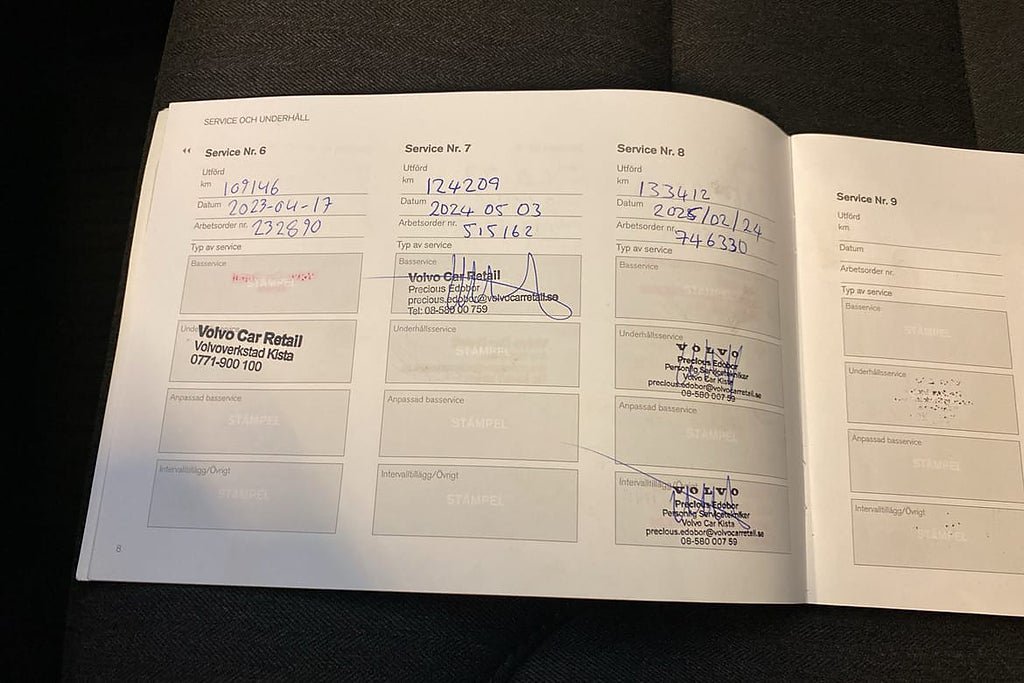 SERVICE OCH UNDERHÅLL
Service Nr. 6
Utförd
km 109146
Datum 2023-04-17
Arbetsorder nr. 232890
Typ av service
Basservice
STÄMPEL
Volvo Car Retail
Volvoverkstad Kista
0771-900 100
Anpassad basservice
STÄMPEL
Intervalltillägg/Övrigt
STÄMPEL
8
Service Nr. 7
Utförd
km 124209
Datum 2024 05 03
Arbetsorder nr. 515162
Typ av service
Basservice
Volvo Car Retail
Precious Edobor
precious.edobor@volvocarretail.se
Tel: 08-580 00 759
Underhållsservice
STÄMPEL
Anpassad basservice
STÄMPEL
Intervalltillägg/Övrigt
STÄMPEL
Service Nr. 8
Utförd
km 133412
Datum 2025/02/24
Arbetsorder nr. 746330
Typ av service
Basservice
STÄMPEL
Underhållsservice
VOLVO
Precious Edobor
Personlig Servicetekniker
Volvo Car Kista
precious.edobor@volvocarretail.se
08-580 007 59
Anpassad basservice
STÄMPEL
Intervalltillägg/Övrigt
VOLVO
Precious Edobor
Personlig Servicetekniker
Volvo Car Kista
precious.edobor@volvocarretail.se
08-580 007 59
Service Nr. 9
Utförd
km
Datum
Arbetsorder nr.
Typ av service
Basservice
STÄMPEL
Underhållsservice
Anpassad basservice
STÄMPEL
Intervalltillägg/Övrigt
STÄMPEL